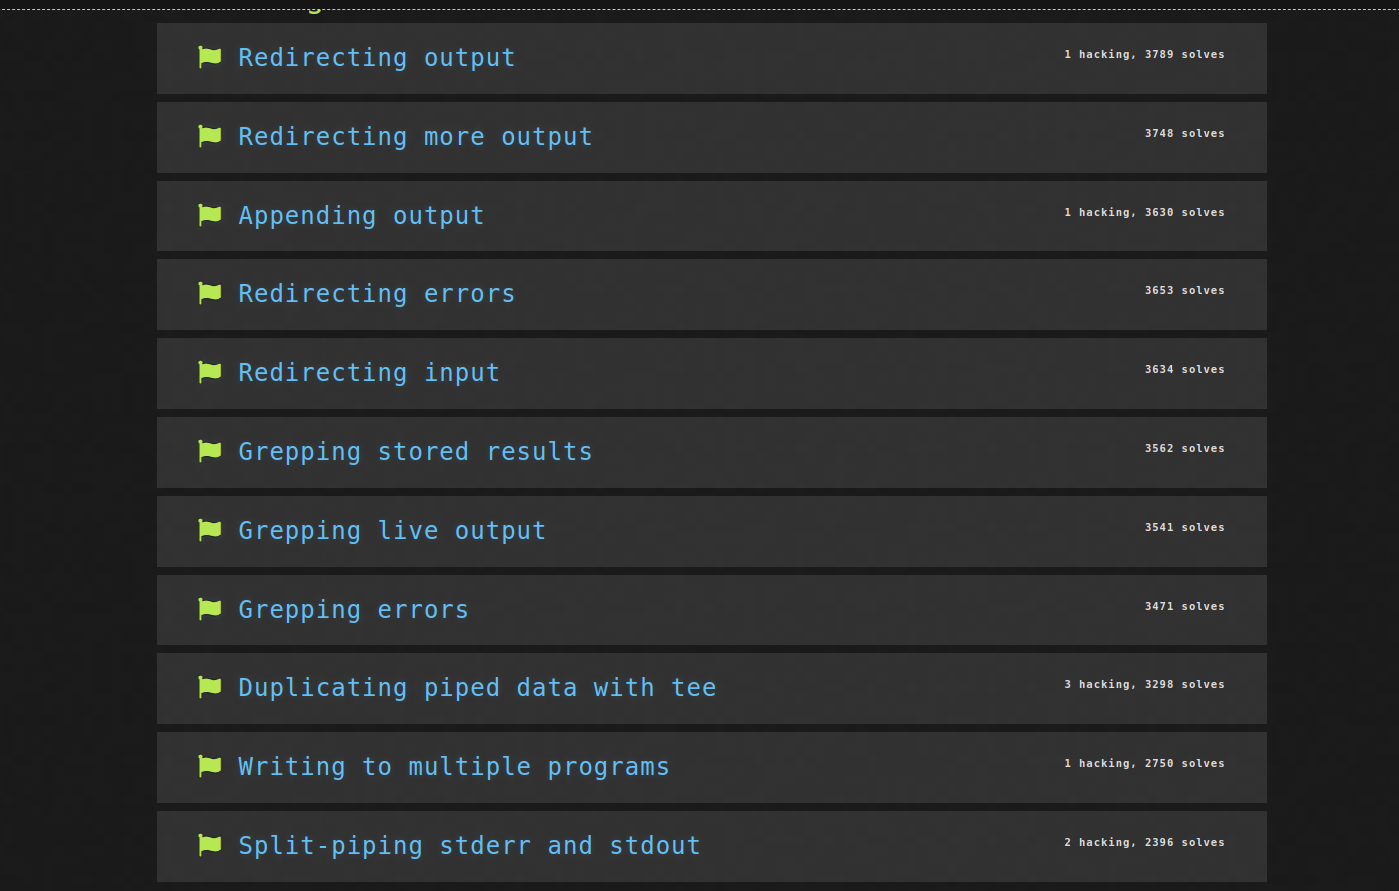 Redirecting output
1 hacking, 3789 solves
Redirecting more output
3748 solves
Appending output
1 hacking, 3630 solves
Redirecting errors
3653 solves
Redirecting input
3634 solves
Grepping stored results
3562 solves
Grepping live output
3541 solves
Grepping errors
3471 solves
Duplicating piped data with tee
3 hacking, 3298 solves
Writing to multiple programs
1 hacking, 2750 solves
Split-piping stderr and stdout
2 hacking, 2396 solves